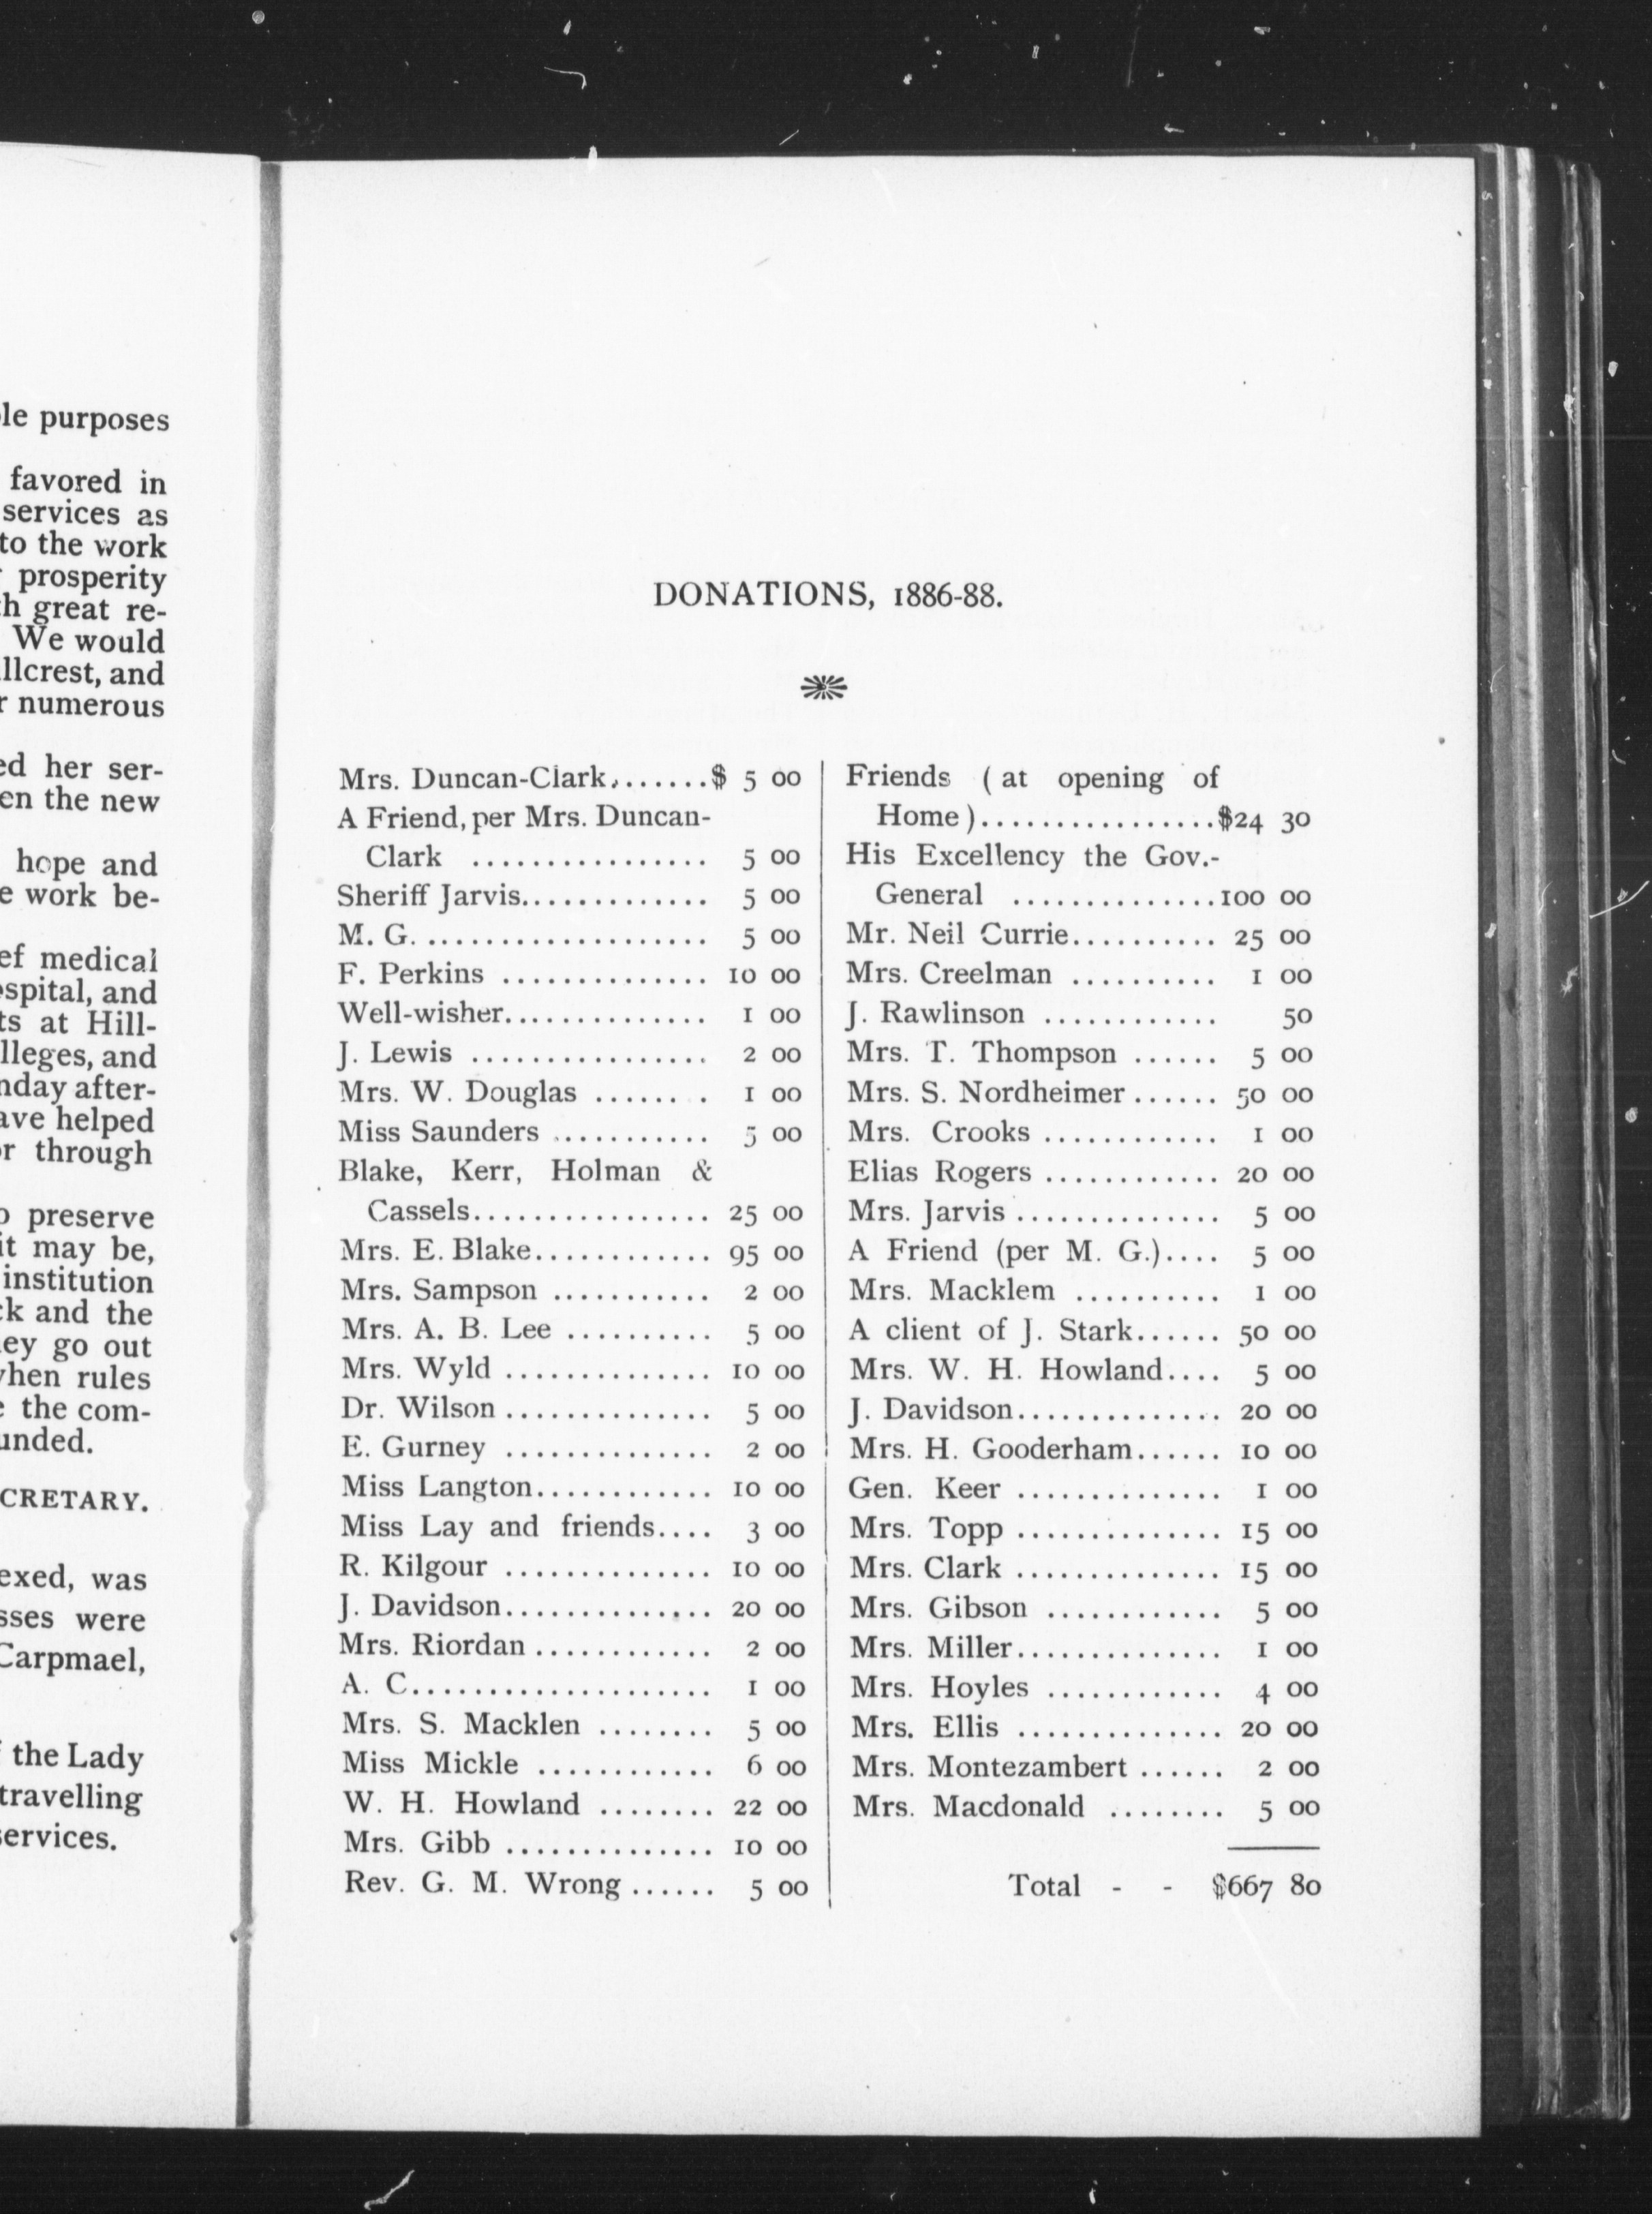 le purposes
favored in
services as
to the work
prosperity
great re-
We would
llcrest, and
numerous
her ser-
en the new
hope and
work be-
medical
spital, and
at Hill-
lleges, and
nday after-
ave helped
through
preserve
it may be,
institution
and the
go out
when rules
the com-
unded.
CRETARY.
exed, was
sses were
Carpmael,
the Lady
travelling
services.
DONATIONS, 1886-88.
Mrs. Duncan-Clark.......$ 5 00
A Friend, per Mrs. Duncan-
Clark ................ 5 00
Sheriff Jarvis............. 5 00
M. G. ................... 5 00
F. Perkins .............. 10 00
Well-wisher.............. 1 00
J. Lewis ................ 2 00
Mrs. W. Douglas ....... . 1 00
Miss Saunders ........... 5 00
Blake, Kerr, Holman &
Cassels................ 25 00
Mrs. E. Blake............ 95 00
Mrs. Sampson ........... 2 00
Mrs. A. B. Lee .......... 5 00
Mrs. Wyld .............. 10 00
Dr. Wilson .............. 5 00
E. Gurney .............. 2 00
Miss Langton............ 10 00
Miss Lay and friends.... 3 00
R. Kilgour .............. 10 00
J. Davidson.............. 20 00
Mrs. Riordan ............ 2 00
A. C.................... 1 00
Mrs. S. Macklen ........ 5 00
Miss Mickle ............ 6 00
W. H. Howland ........ 22 00
Mrs. Gibb .............. 10 00
Rev. G. M. Wrong ...... 5 00
Friends ( at opening of
Home )................$24 30
His Excellency the Gov.-
General ..............100 00
Mr. Neil Currie.......... 25 00
Mrs. Creelman .......... 1 00
J. Rawlinson ............ 50
Mrs. T. Thompson ...... 5 00
Mrs. S. Nordheimer ...... 50 00
Mrs. Crooks ............ 1 00
Elias Rogers ............ 20 00
Mrs. Jarvis .............. 5 00
A Friend (per M. G.).... 5 00
Mrs. Macklem .......... 1 00
A client of J. Stark...... 50 00
Mrs. W. H. Howland.... 5 00
J. Davidson.............. 20 00
Mrs. H. Gooderham...... 10 00
Gen. Keer .............. 1 00
Mrs. Topp .............. 15 00
Mrs. Clark .............. 15 00
Mrs. Gibson ............ 5 00
Mrs. Miller.............. 1 00
Mrs. Hoyles ............ 4 00
Mrs. Ellis .............. 20 00
Mrs. Montezambert ...... 2 00
Mrs. Macdonald ........ 5 00
Total - - $667 80